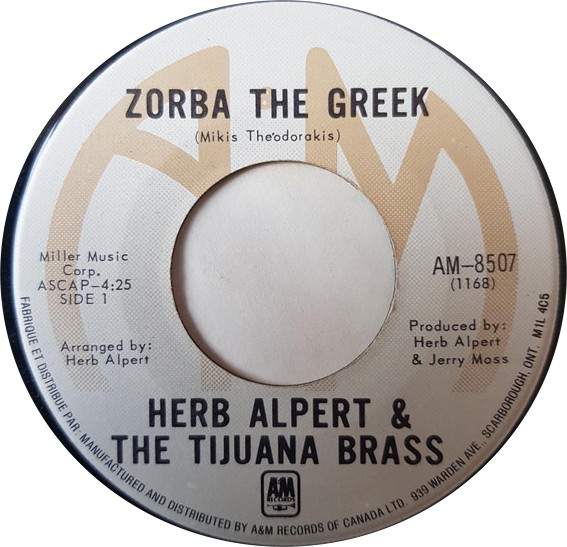 ZORBA THE GREEK
(Mikis Theodorakis)
Miller Music
Corp.
ASCAP-4:25
SIDE 1
AM-8507
(1168)
Arranged by:
Herb Alpert
Produced by:
Herb Alpert
& Jerry Moss
HERB ALPERT &
THE TIJUANA BRASS
AM
RECORDS
FABRIQUE ET DISTRIBUE PAR-MANUFACTURED AND DISTRIBUTED BY A&M RECORDS OF CANADA LTD. 939 WARDEN AVE., SCARBOROUGH, ONT. M1L 4C5